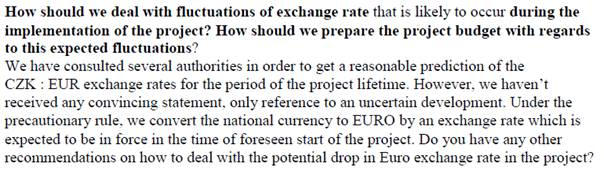 How should we deal with fluctuations of exchange rate that is likely to occur during the
implementation of the project? How should we prepare the project budget with regards
to this expected fluctuations?
We have consulted several authorities in order to get a reasonable prediction of the
CZK : EUR exchange rates for the period of the project lifetime. However, we haven`t
received any convincing statement, only reference to an uncertain development. Under the
precautionary rule, we convert the national currency to EURO by an exchange rate which is
expected to be in force in the time of foreseen start of the project. Do you have any other
recommendations on how to deal with the potential drop in Euro exchange rate in the project?